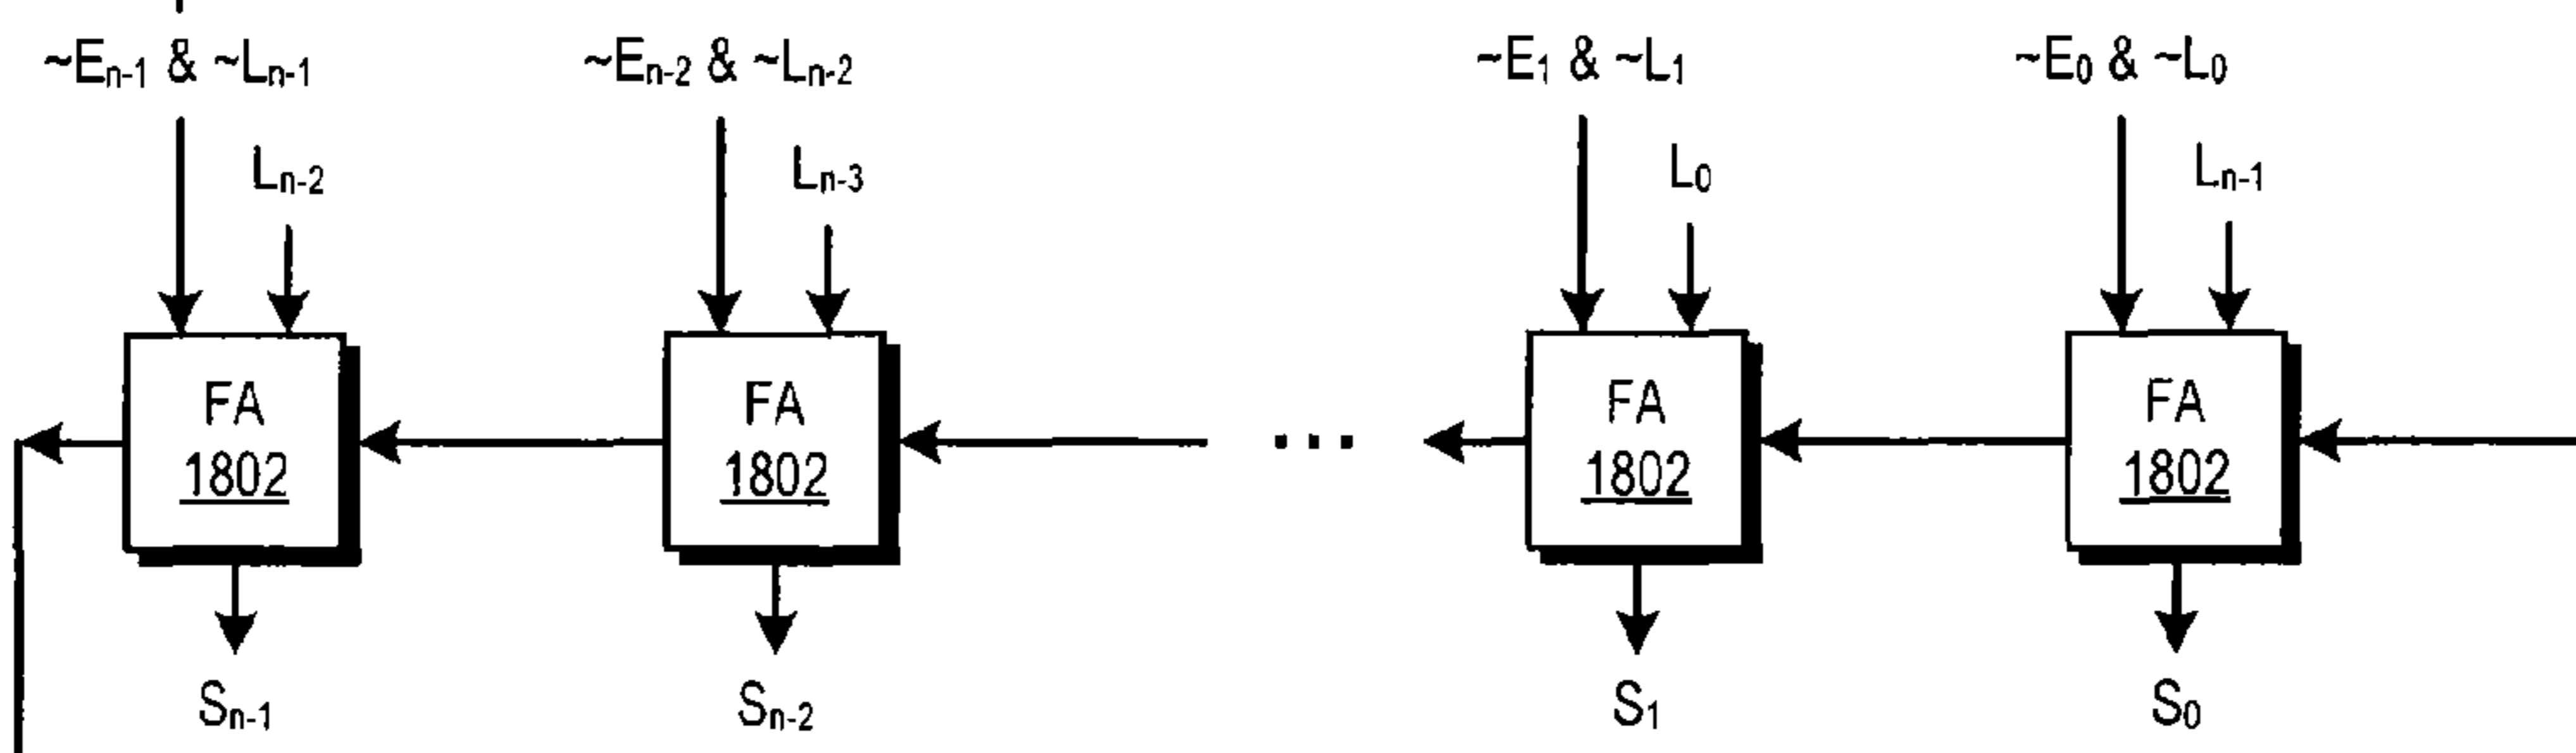 ~Eₙ₋₁ & ~Lₙ₋₁ ~Eₙ₋₂ & ~Lₙ₋₂ ~E₁ & ~L₁ ~E₀ & ~L₀
Lₙ₋₂ Lₙ₋₃ L₀ Lₙ₋₁
FA FA FA FA
1802 1802 ... 1802 1802
Sₙ₋₁ Sₙ₋₂ S₁ S₀